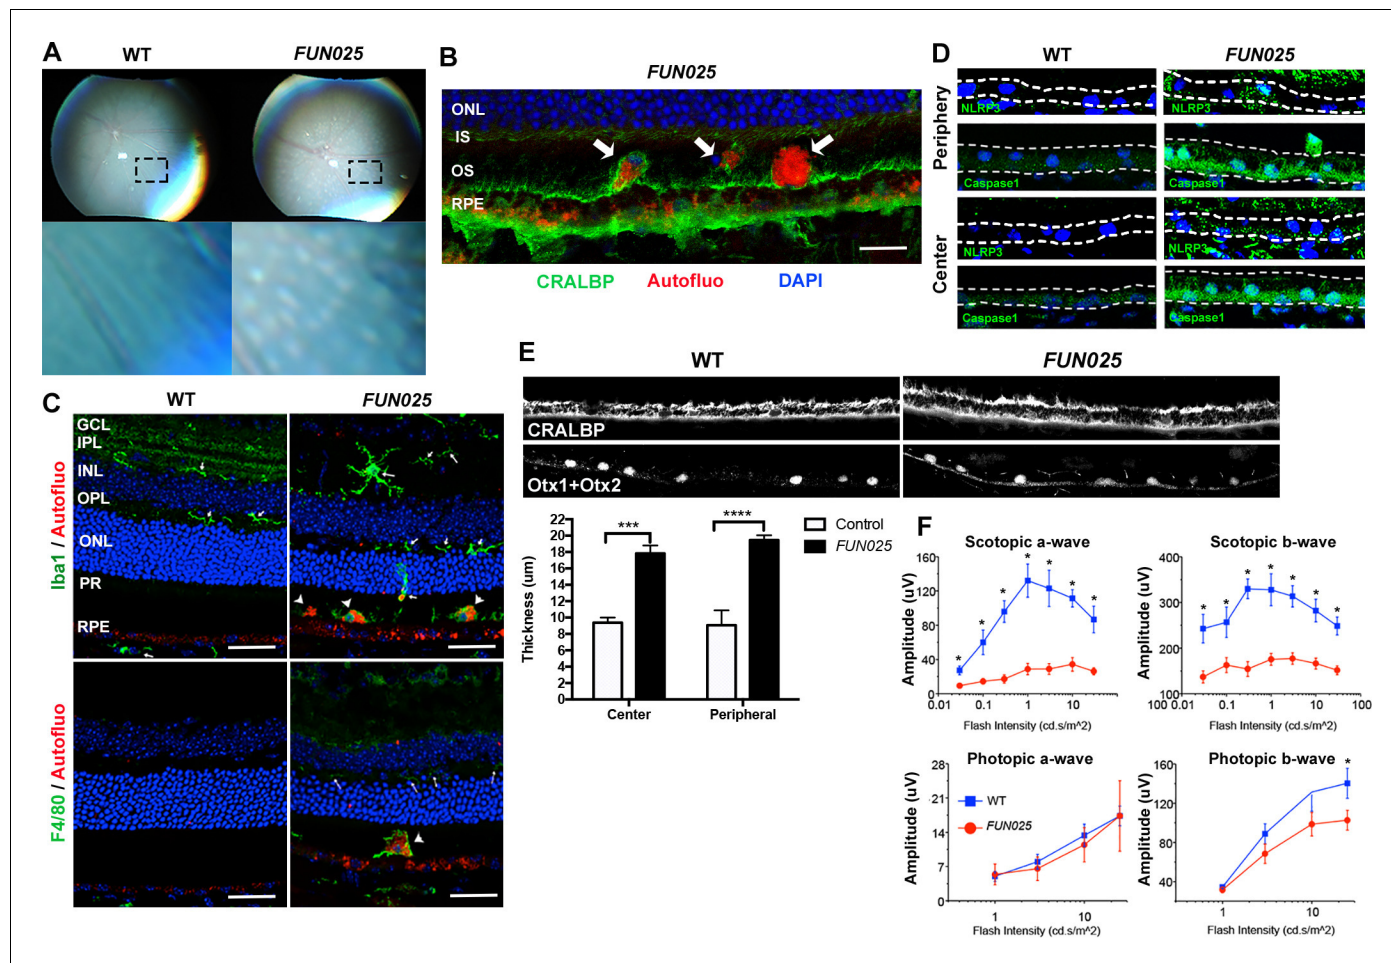 A
WT
FUN025
B
FUN025
ONL
IS
OS
RPE
CRALBP
Autofluo
DAPI
C
WT
FUN025
Iba1 / Autofluo
GCL
IPL
INL
OPL
ONL
PR
RPE
F4/80 / Autofluo
D
WT
FUN025
Periphery
NLRP3
NLRP3
Caspase1
Caspase1
Center
NLRP3
NLRP3
Caspase1
Caspase1
E
WT
FUN025
CRALBP
Otx1+Otx2
Thickness (um)
22
20
18
16
14
12
10
8
6
4
2
0
***
****
Center
Peripheral
Control
FUN025
F
Scotopic a-wave
Amplitude (uV)
160
120
80
40
0
* * * * * * *
0.01 0.1 1 10 100
Flash Intensity (cd.s/m^2)
Scotopic b-wave
Amplitude (uV)
400
300
200
100
* * * * * * *
0.01 0.1 1 10 100
Flash Intensity (cd.s/m^2)
Photopic a-wave
Amplitude (uV)
28
21
14
7
0
WT
FUN025
1 10
Flash Intensity (cd.s/m^2)
Photopic b-wave
Amplitude (uV)
160
120
80
40
*
1 10
Flash Intensity (cd.s/m^2)